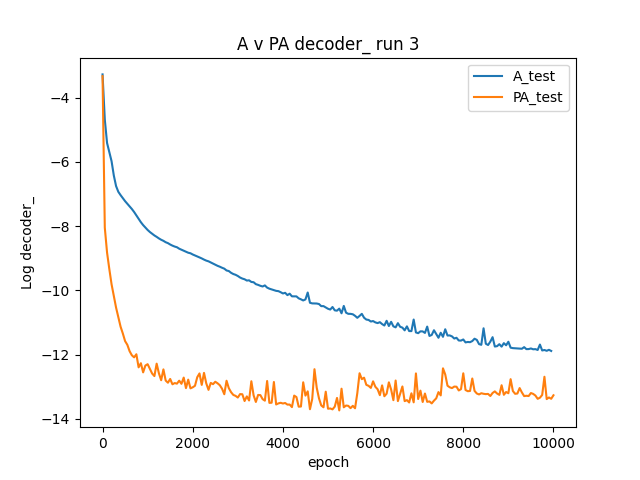 A v PA decoder_ run 3
A_test
PA_test
Log decoder_
−4
−6
−8
−10
−12
−14
0
2000
4000
6000
8000
10000
epoch